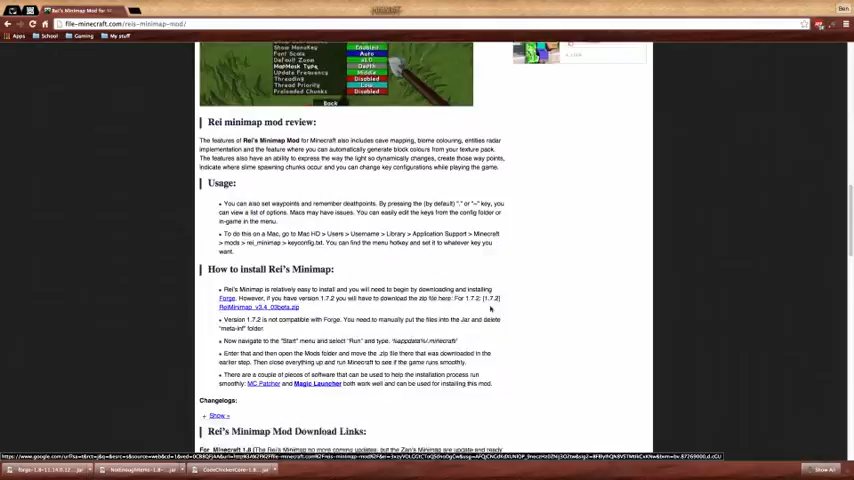 Rei's Minimap Mod for Mi
Ben
file-minecraft.com/reis-minimap-mod/
Apps School Gaming My stuff
Show MenuKey Enabled
Font Scale Auto
Default Zoom x1.0
MapMask Type Depth
Update Frequency Middle
Threading Disabled
Thread Priority Low
Preloaded Chunks Disabled
Back
Rei minimap mod review:
The features of Rei's Minimap Mod for Minecraft also includes cave mapping, biome colouring, entities radar
implementation and the feature where you can automatically generate block colours from your texture pack.
The features also have an ability to express the way the light so dynamically changes, create those way points,
indicate where slime spawning chunks occur and you can change key configurations while playing the game.
Usage:
You can also set waypoints and remember deathpoints. By pressing the (by default) "." or "~" key, you
can view a list of options. Macs may have issues. You can easily edit the keys from the config folder or
in-game in the menu.
To do this on a Mac, go to Mac HD > Users > Username > Library > Application Support > Minecraft
> mods > rei_minimap > keyconfig.txt. You can find the menu hotkey and set it to whatever key you
want.
How to install Rei's Minimap:
Rei's Minimap is relatively easy to install and you will need to begin by downloading and installing
Forge. However, if you have version 1.7.2 you will have to download the zip file here: For 1.7.2: [1.7.2]
ReiMinimap_v3.4_03beta.zip
Version 1.7.2 is not compatible with Forge. You need to manually put the files into the Jar and delete
"meta-inf" folder.
Now navigate to the "Start" menu and select "Run" and type: %appdata%/.minecraft/
Enter that and then open the Mods folder and move the .zip file there that was downloaded in the
earlier step. Then close everything up and run Minecraft to see if the game runs smoothly.
There are a couple of pieces of software that can be used to help the installation process run
smoothly: MC Patcher and Magic Launcher both work well and can be used for installing this mod.
Changelogs:
Show »
Rei's Minimap Mod Download Links:
For Minecraft 1.8 (The Rei's Minimap no more coming updates, but the Zan's Minimap are update and ready
forge-1.8-11.14.0.12....jar NotEnoughItems-1.8-....jar CodeChickenCore-1.8....jar Show All